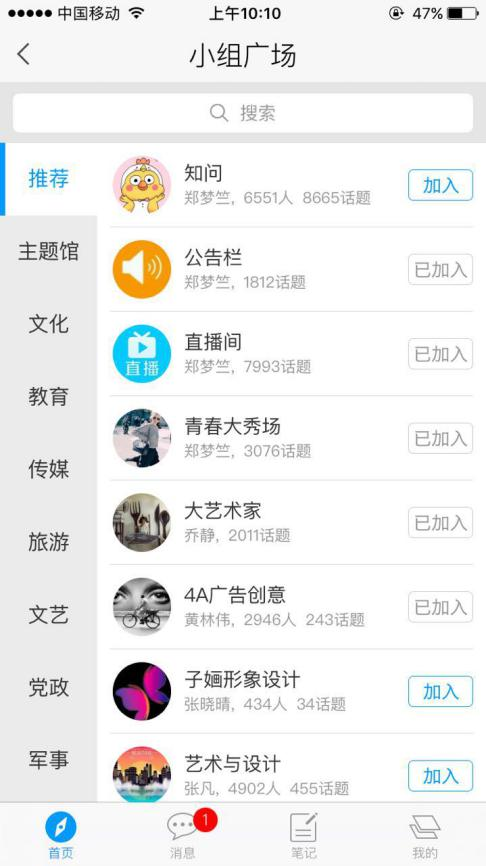 中国移动 上午10:10 47%
小组广场
搜索
推荐
主题馆
文化
教育
传媒
旅游
文艺
党政
军事
知问
郑梦竺，6551人 8665话题
加入
公告栏
郑梦竺，1812话题
已加入
直播
直播间
郑梦竺，7993话题
已加入
青春大秀场
郑梦竺，3076话题
已加入
大艺术家
乔静，2011话题
已加入
4A广告创意
黄林伟，2946人 243话题
已加入
子婳形象设计
张晓晴，434人 34话题
加入
艺术与设计
张凡，4902人 455话题
加入
首页
1
消息
笔记
我的